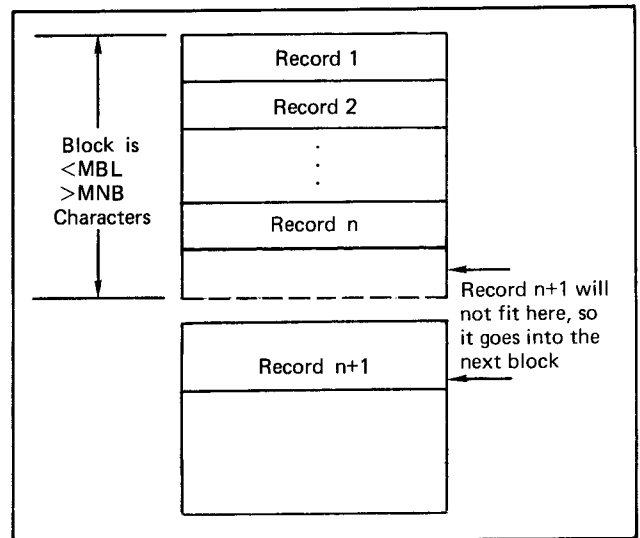 Record 1
Record 2
.
.
.
Record n
Block is
<MBL
>MNB
Characters
Record n+1 will
not fit here, so
it goes into the
next block
Record n+1